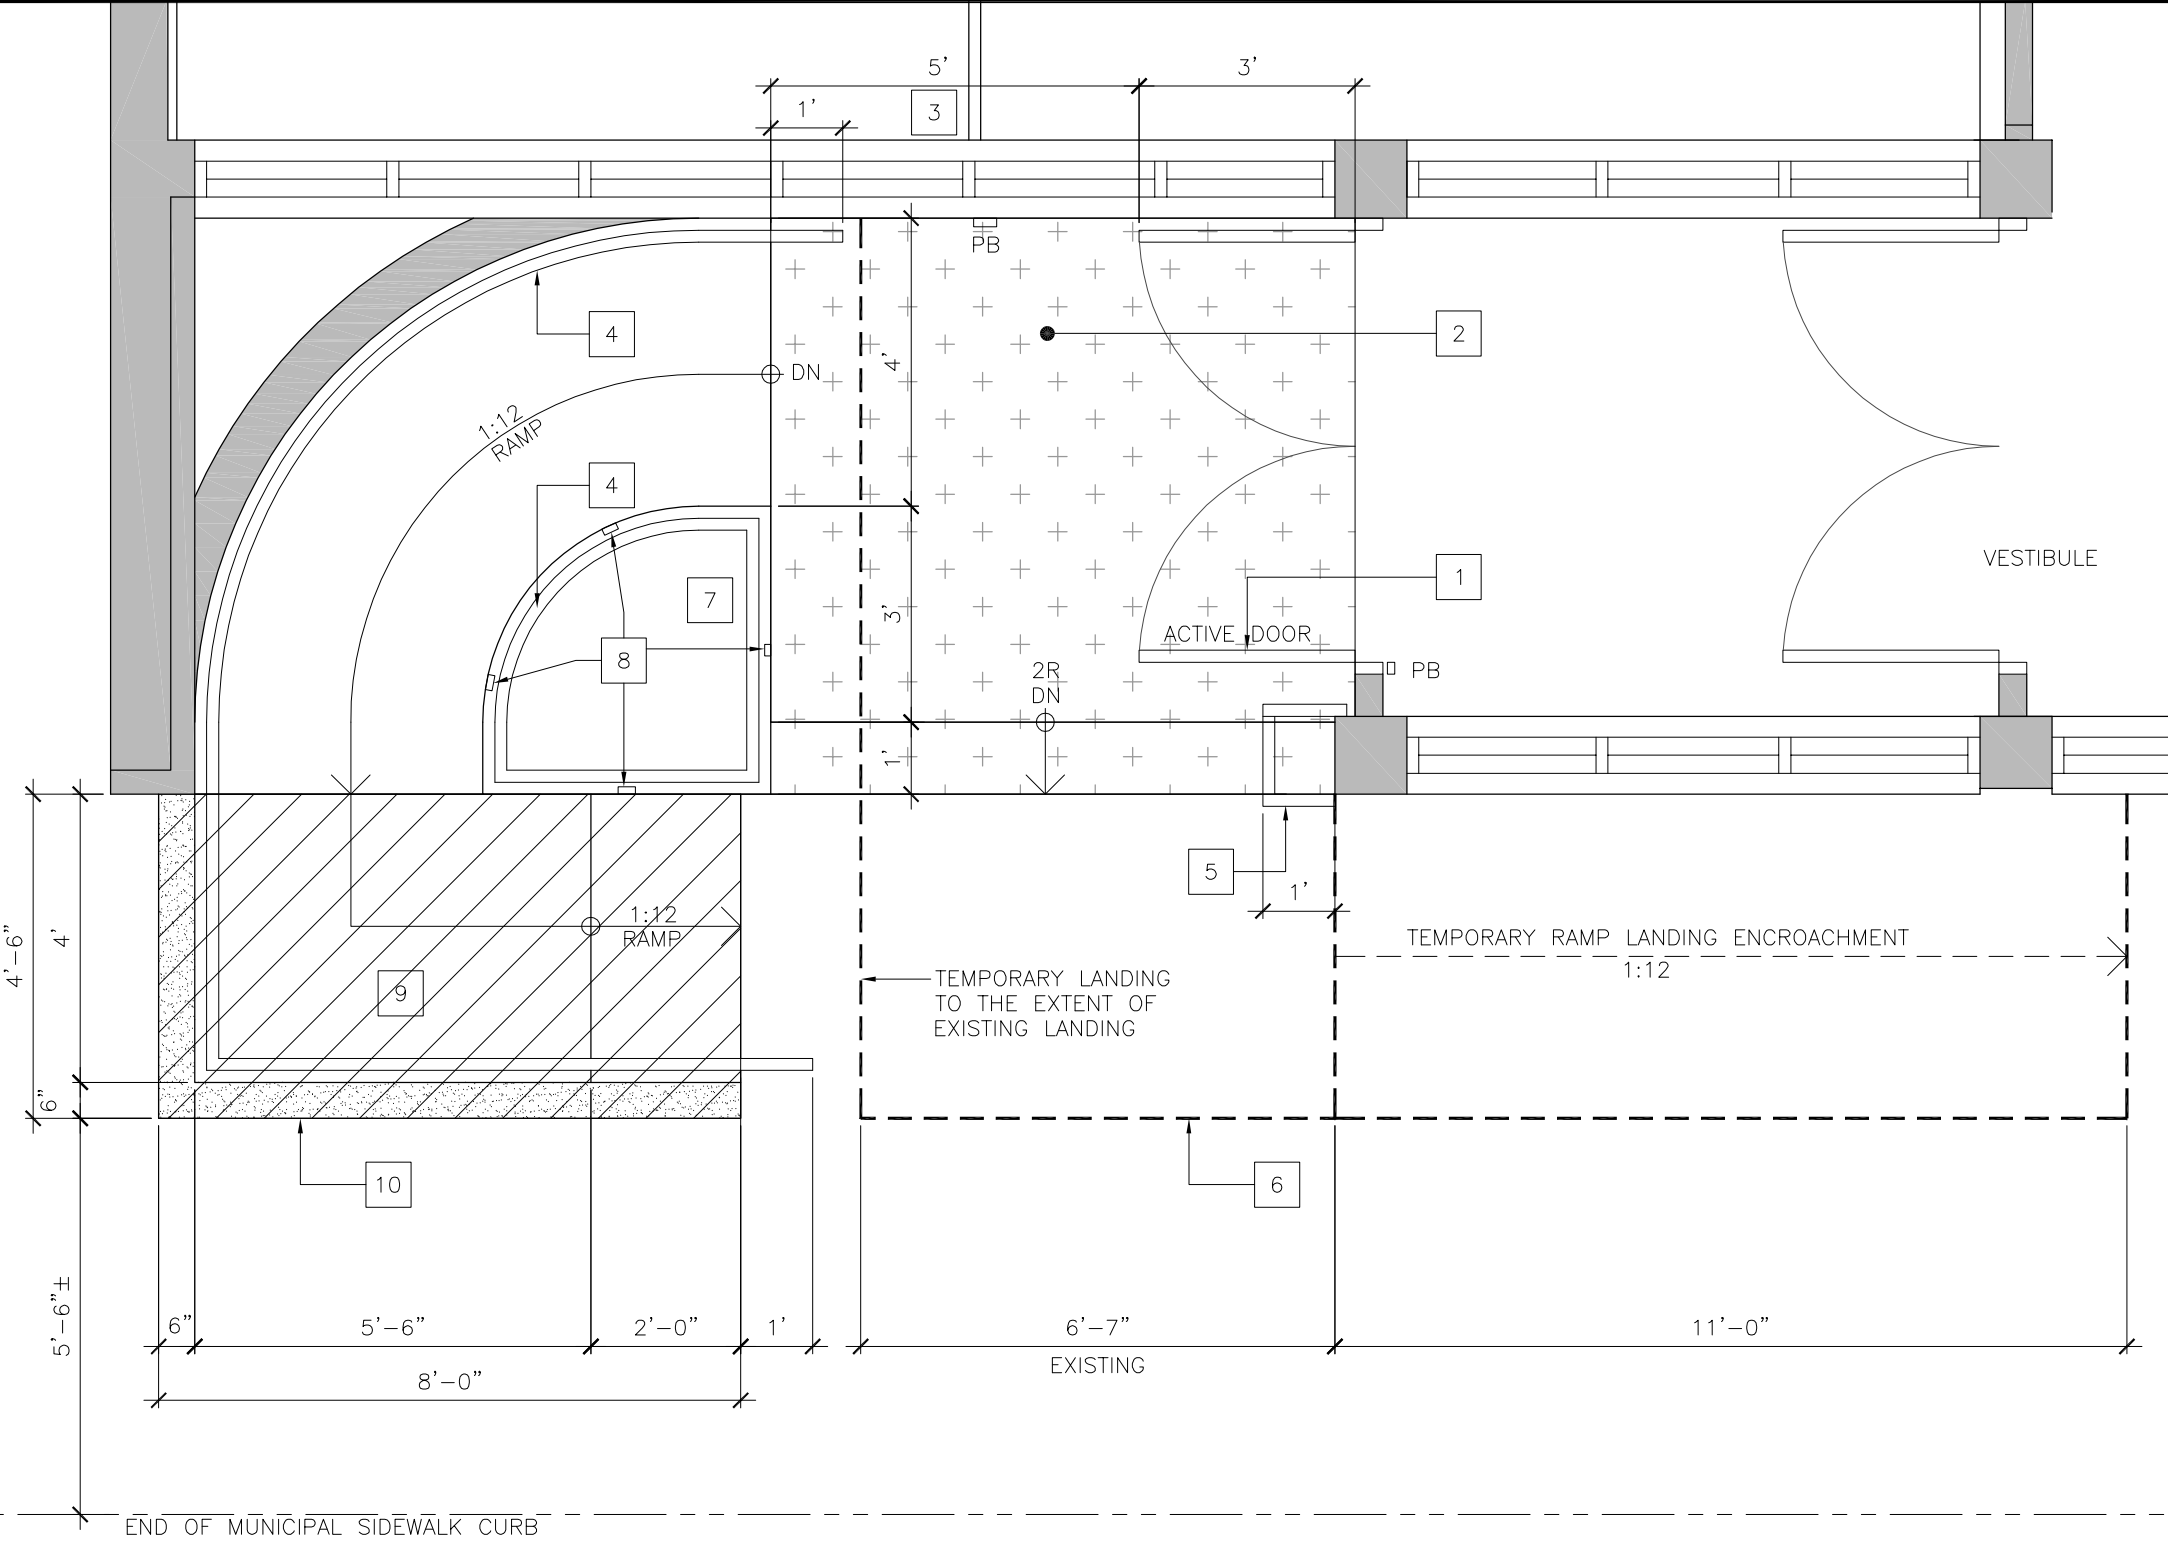 5'
3'
1'
3
PB
4
2
4'
DN
1:12
RAMP
4
VESTIBULE
1
7
3'
ACTIVE DOOR
8
2R
DN
PB
1'
5
1'
4'-6"
4'
1:12
RAMP
TEMPORARY RAMP LANDING ENCROACHMENT
1:12
9
TEMPORARY LANDING
TO THE EXTENT OF
EXISTING LANDING
6"
10
6
5'-6"±
6"
5'-6"
2'-0"
1'
6'-7"
11'-0"
EXISTING
8'-0"
END OF MUNICIPAL SIDEWALK CURB